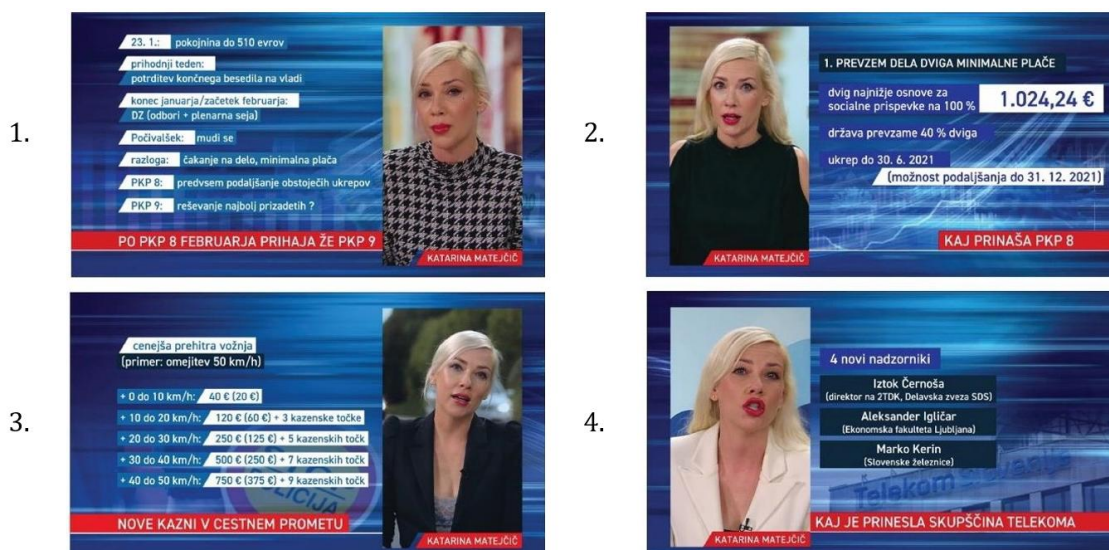 1.
23. 1.: pokojnina do 510 evrov
prihodnji teden:
potrditev končnega besedila na vladi
konec januarja/začetek februarja:
DZ (odbori + plenarna seja)
Počivalšek: mudi se
razloga: čakanje na delo, minimalna plača
PKP 8: predvsem podaljšanje obstoječih ukrepov
PKP 9: reševanje najbolj prizadetih ?
PO PKP 8 FEBRUARJA PRIHAJA ŽE PKP 9
KATARINA MATEJČIČ
2.
1. PREVZEM DELA DVIGA MINIMALNE PLAČE
dvig najnižje osnove za
socialne prispevke na 100 % 1.024,24 €
država prevzame 40 % dviga
ukrep do 30. 6. 2021
(možnost podaljšanja do 31. 12. 2021)
KAJ PRINAŠA PKP 8
KATARINA MATEJČIČ
3.
cenejša prehitra vožnja
(primer: omejitev 50 km/h)
+ 0 do 10 km/h: 40 € (20 €)
+ 10 do 20 km/h: 120 € (60 €) + 3 kazenske točke
+ 20 do 30 km/h: 250 € (125 €) + 5 kazenskih točk
+ 30 do 40 km/h: 500 € (250 €) + 7 kazenskih točk
+ 40 do 50 km/h: 750 € (375 €) + 9 kazenskih točk
NOVE KAZNI V CESTNEM PROMETU
KATARINA MATEJČIČ
4.
4 novi nadzorniki
Iztok Černoša
(direktor na 2TDK, Delavska zveza SDS)
Aleksander Igličar
(Ekonomska fakulteta Ljubljana)
Marko Kerin
(Slovenske železnice)
Telekom
KAJ JE PRINESLA SKUPŠČINA TELEKOMA
KATARINA MATEJČIČ